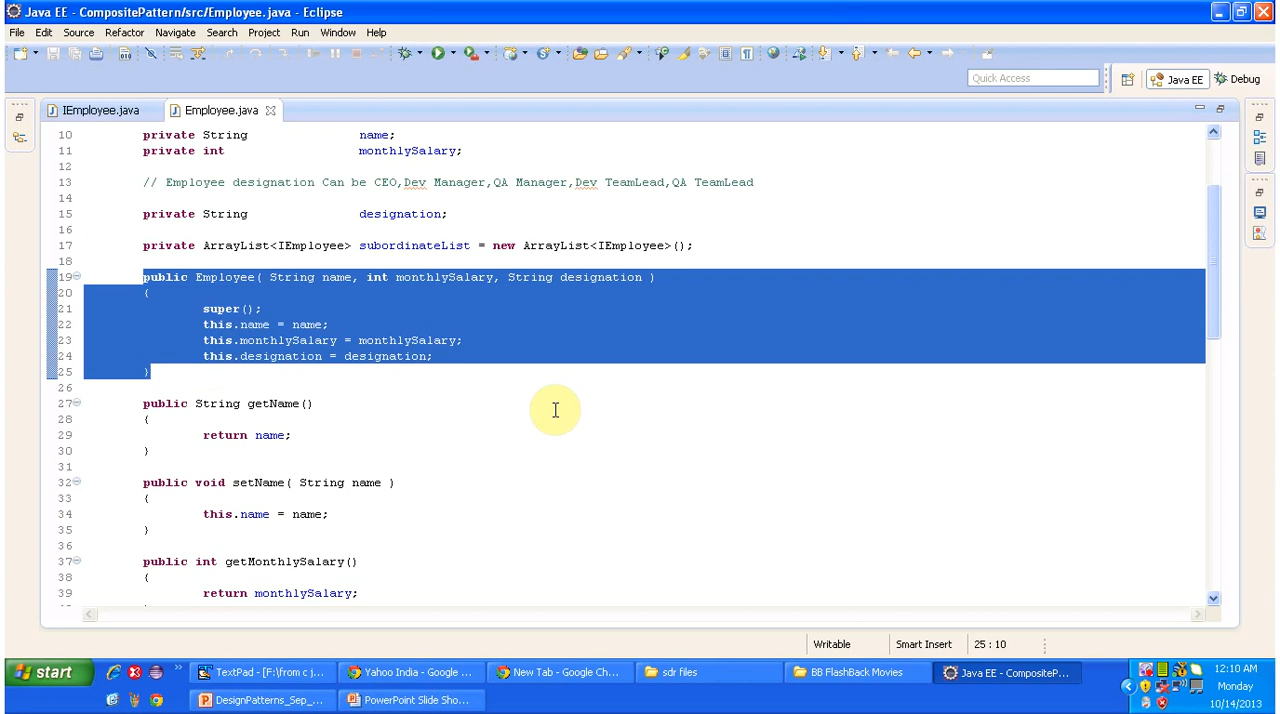 Java EE - CompositePattern/src/Employee.java - Eclipse
File Edit Source Refactor Navigate Search Project Run Window Help
Quick Access
Java EE
Debug
IEmployee.java
Employee.java
10 private String name;
11 private int monthlySalary;
12
13 // Employee designation Can be CEO,Dev Manager,QA Manager,Dev TeamLead,QA TeamLead
14
15 private String designation;
16
17 private ArrayList<IEmployee> subordinateList = new ArrayList<IEmployee>();
18
19 public Employee( String name, int monthlySalary, String designation )
20 {
21 super();
22 this.name = name;
23 this.monthlySalary = monthlySalary;
24 this.designation = designation;
25 }
26
27 public String getName()
28 {
29 return name;
30 }
31
32 public void setName( String name )
33 {
34 this.name = name;
35 }
36
37 public int getMonthlySalary()
38 {
39 return monthlySalary;
Writable
Smart Insert
25 : 10
start
TextPad - [F:\from c j...
Yahoo India - Google ...
New Tab - Google Ch...
sdr files
BB FlashBack Movies
Java EE - CompositeP...
DesignPatterns_Sep_...
PowerPoint Slide Sho...
12:10 AM
Monday
10/14/2013